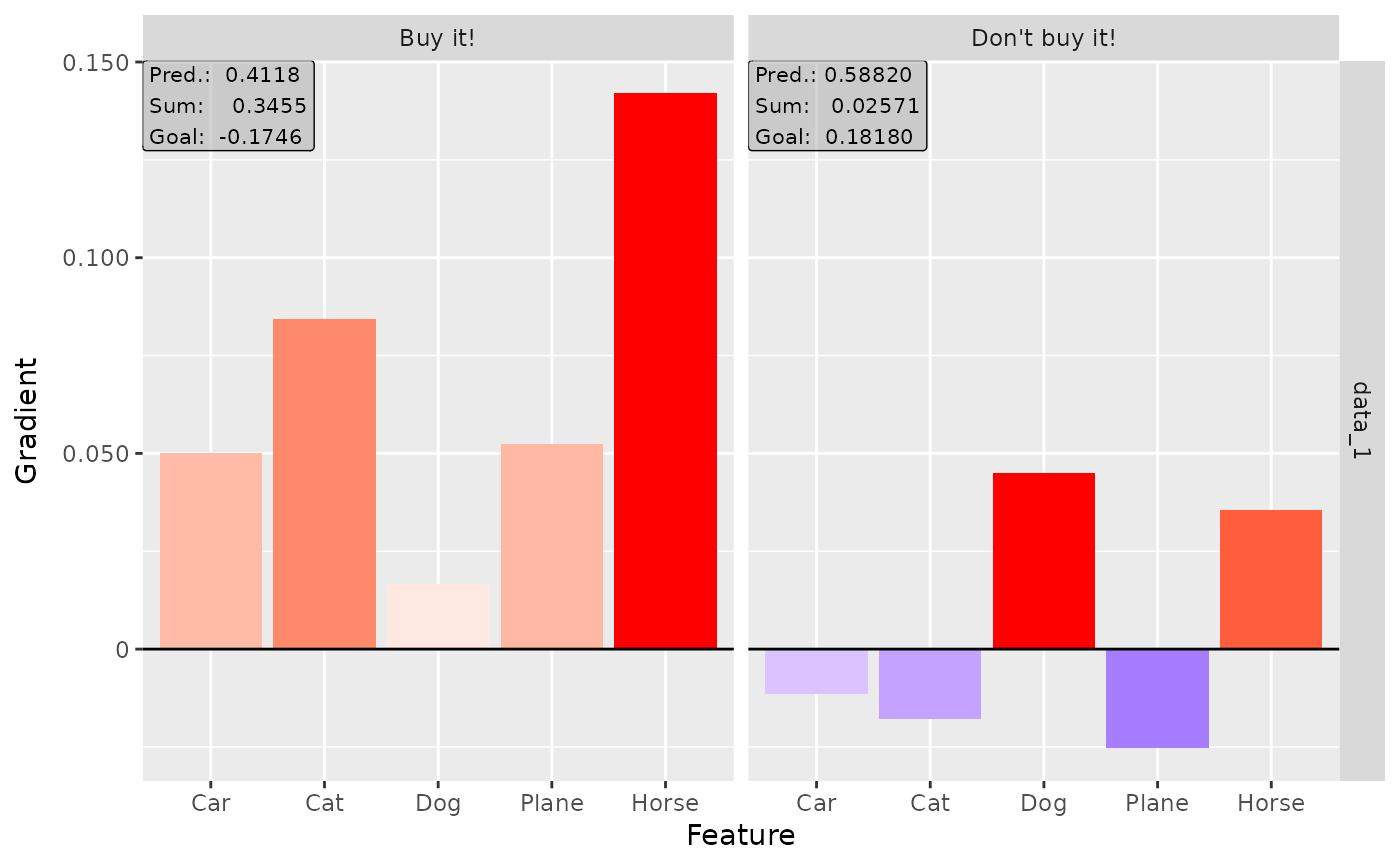 Buy it!
Don't buy it!
Pred.: 0.4118
Sum: 0.3455
Goal: -0.1746
Pred.: 0.58820
Sum: 0.02571
Goal: 0.18180
0.150
0.100
0.050
0
Gradient
data_1
Car Cat Dog Plane Horse
Car Cat Dog Plane Horse
Feature